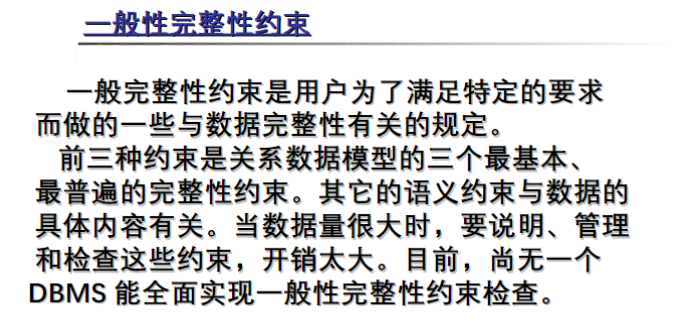 一般性完整性约束
一般完整性约束是用户为了满足特定的要求
而做的一些与数据完整性有关的规定。
前三种约束是关系数据模型的三个最基本、
最普遍的完整性约束。其它的语义约束与数据的
具体内容有关。当数据量很大时，要说明、管理
和检查这些约束，开销太大。目前，尚无一个
DBMS 能全面实现一般性完整性约束检查。